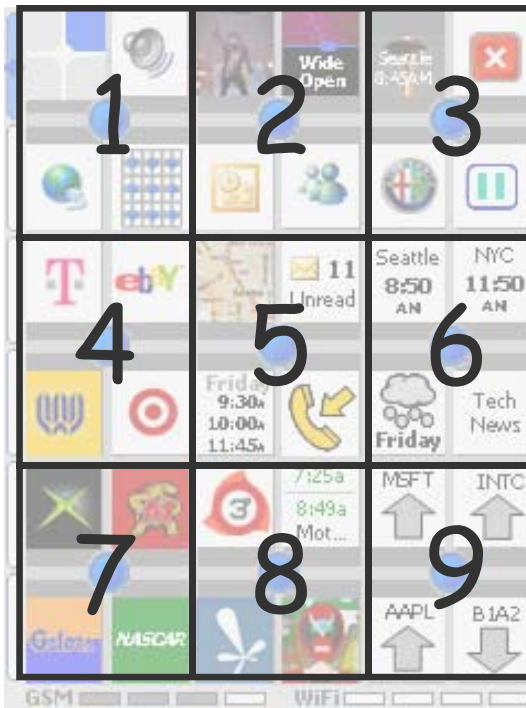 Wide
Open
Seattle
8:45AM
1
2
3
T
ebY
11
Unread
Seattle
NYC
8:50
11:50
AM
AM
4
5
6
Friday
9:30a
10:00a
11:45a
Friday
Tech
News
7:25a
8:49a
Mot...
MSFT
INTC
3
7
8
9
NASCAR
AAPL
B1A2
GSM
WiFi